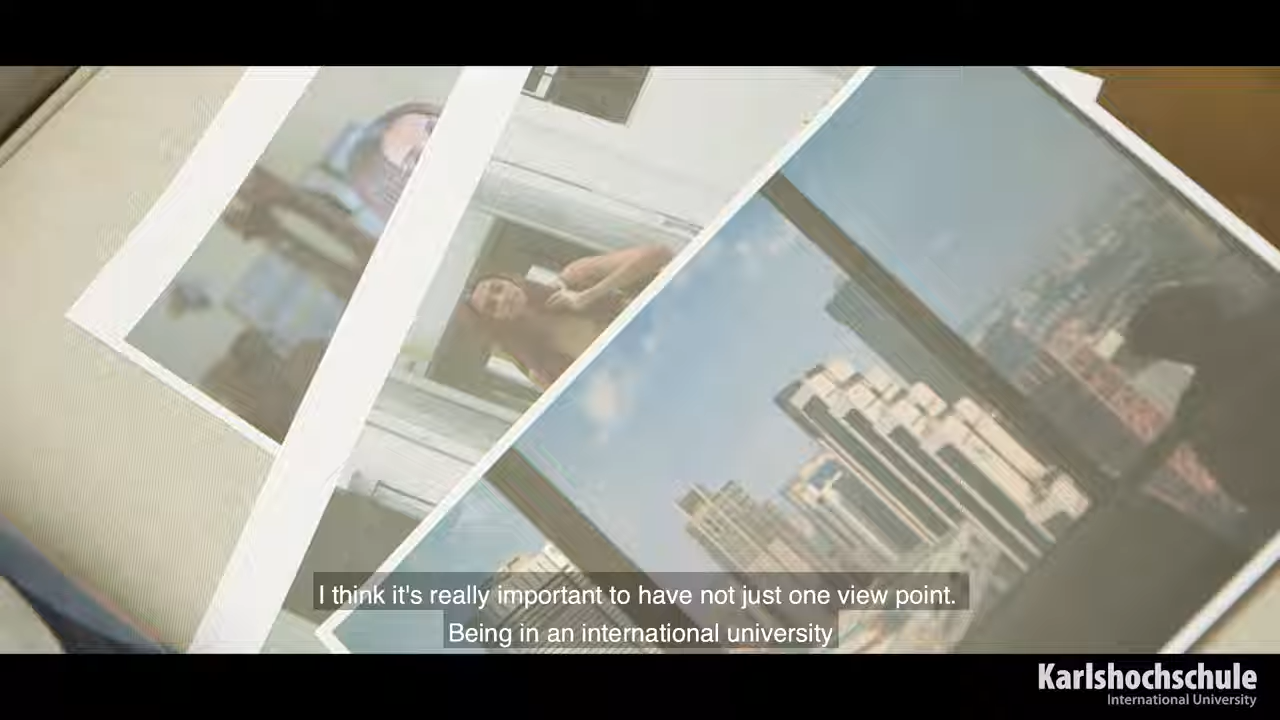 I think it's really important to have not just one view point.
Being in an international university
Karlshochschule
International University